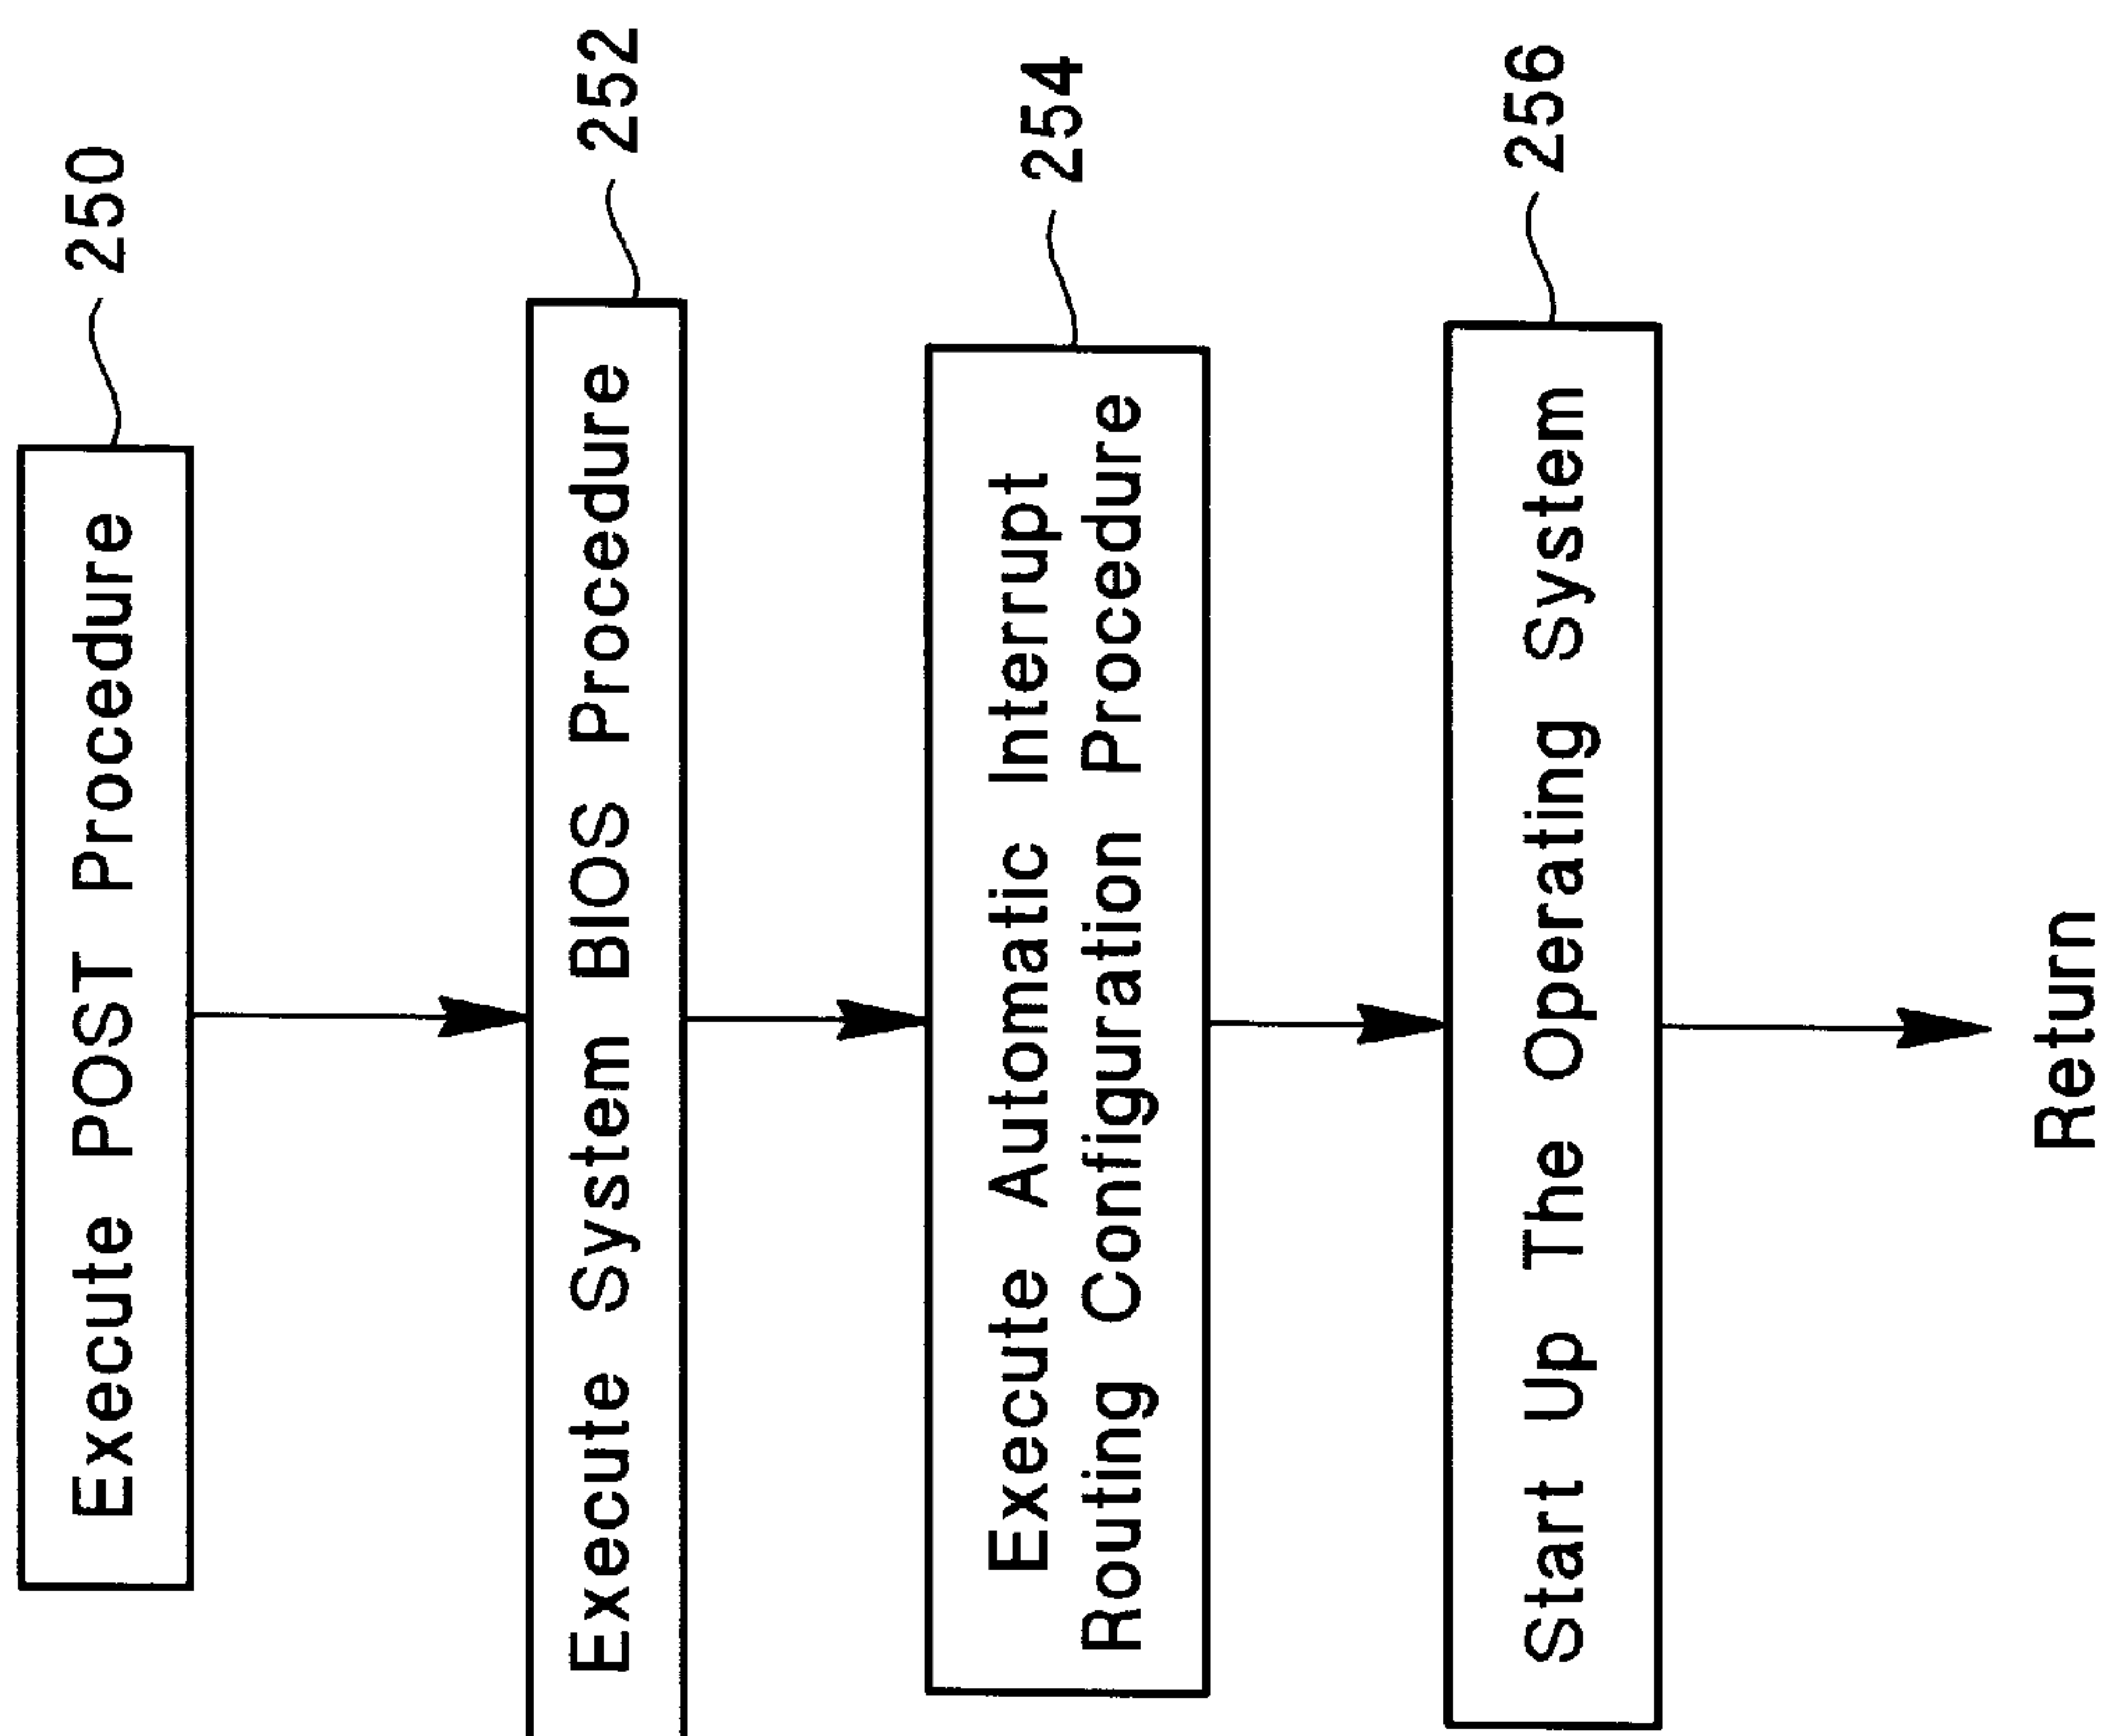 250
Execute POST Procedure
252
Execute System BIOS Procedure
254
Execute Automatic Interrupt
Routing Configuration Procedure
256
Start Up The Operating System
Return